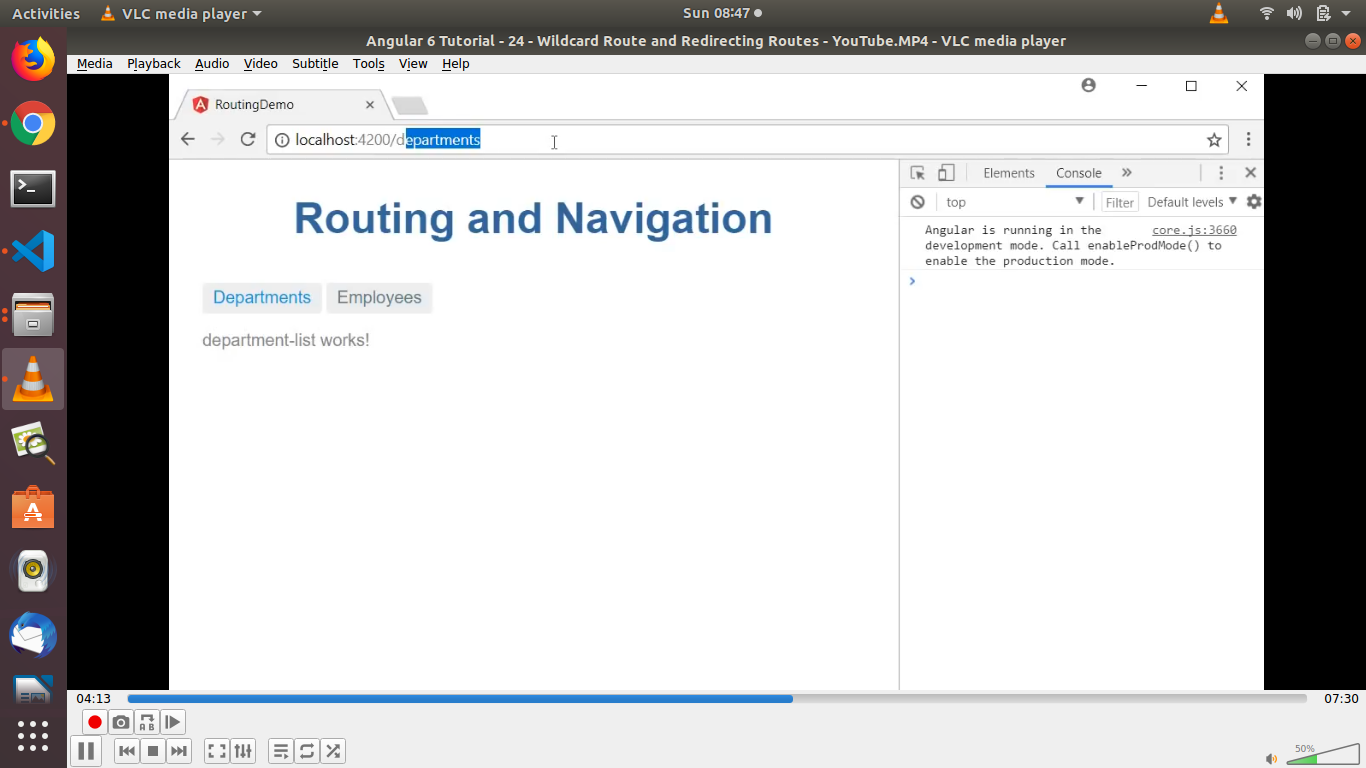 Activities VLC media player Sun 08:47
Angular 6 Tutorial - 24 - Wildcard Route and Redirecting Routes - YouTube.MP4 - VLC media player
Media Playback Audio Video Subtitle Tools View Help
RoutingDemo
localhost:4200/departments
Elements Console
top Filter Default levels
Routing and Navigation
Angular is running in the core.js:3660
development mode. Call enableProdMode() to
enable the production mode.
Departments Employees
department-list works!
04:13 07:30
A B
50%